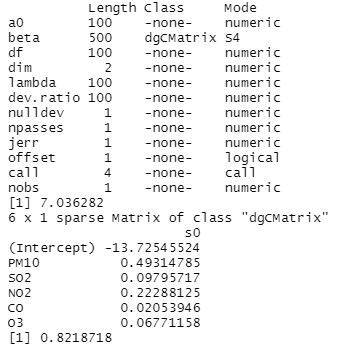 Length Class Mode
a0 100 -none- numeric
beta 500 dgCMatrix S4
df 100 -none- numeric
dim 2 -none- numeric
lambda 100 -none- numeric
dev.ratio 100 -none- numeric
nulldev 1 -none- numeric
npasses 1 -none- numeric
jerr 1 -none- numeric
offset 1 -none- logical
call 4 -none- call
nobs 1 -none- numeric
[1] 7.036282
6 x 1 sparse Matrix of class "dgCMatrix"
s0
(Intercept) -13.72545524
PM10 0.49314785
SO2 0.09795717
NO2 0.22288125
CO 0.02053946
O3 0.06771158
[1] 0.8218718